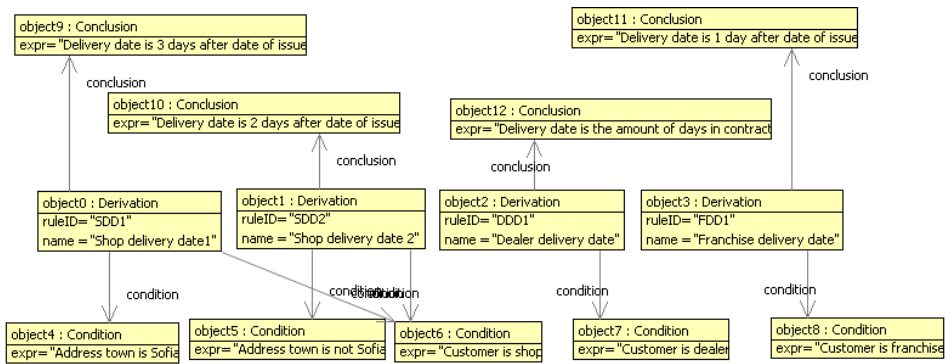 object9 : Conclusion
expr= "Delivery date is 3 days after date of issue
object11 : Conclusion
expr= "Delivery date is 1 day after date of issue
conclusion
conclusion
object10 : Conclusion
expr= "Delivery date is 2 days after date of issue
object12 : Conclusion
expr= "Delivery date is the amount of days in contract
conclusion
conclusion
object0 : Derivation
ruleID= "SDD1"
name = "Shop delivery date1"
object1 : Derivation
ruleID= "SDD2"
name = "Shop delivery date 2"
object2 : Derivation
ruleID= "DDD1"
name = "Dealer delivery date"
object3 : Derivation
ruleID= "FDD1"
name = "Franchise delivery date"
condition
condition
condition
condition
object4 : Condition
expr= "Address town is Sofia
object5 : Condition
expr= "Address town is not Sofia
object6 : Condition
expr= "Customer is shop
object7 : Condition
expr= "Customer is dealer
object8 : Condition
expr= "Customer is franchise